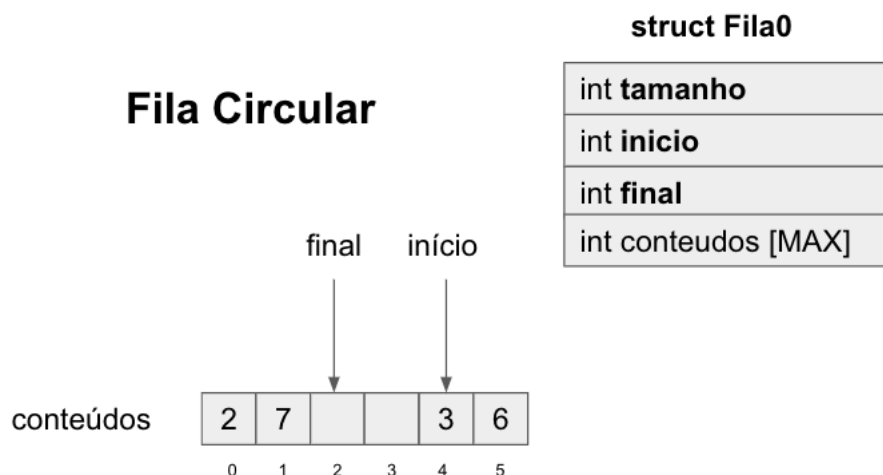 struct Fila0
Fila Circular
int tamanho
int inicio
int final
int conteudos [MAX]
final início
conteúdos 2 7 3 6
0 1 2 3 4 5